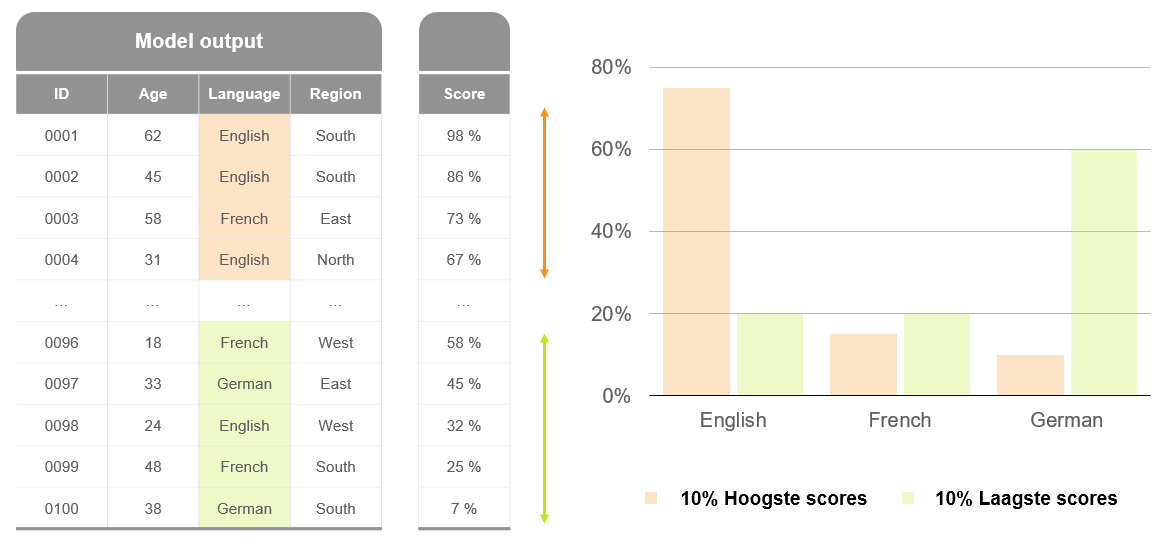 Model output
ID Age Language Region Score
0001 62 English South 98 %
0002 45 English South 86 %
0003 58 French East 73 %
0004 31 English North 67 %
... ... ... ... ...
0096 18 French West 58 %
0097 33 German East 45 %
0098 24 English West 32 %
0099 48 French South 25 %
0100 38 German South 7 %
80%
60%
40%
20%
0%
English French German
10% Hoogste scores 10% Laagste scores